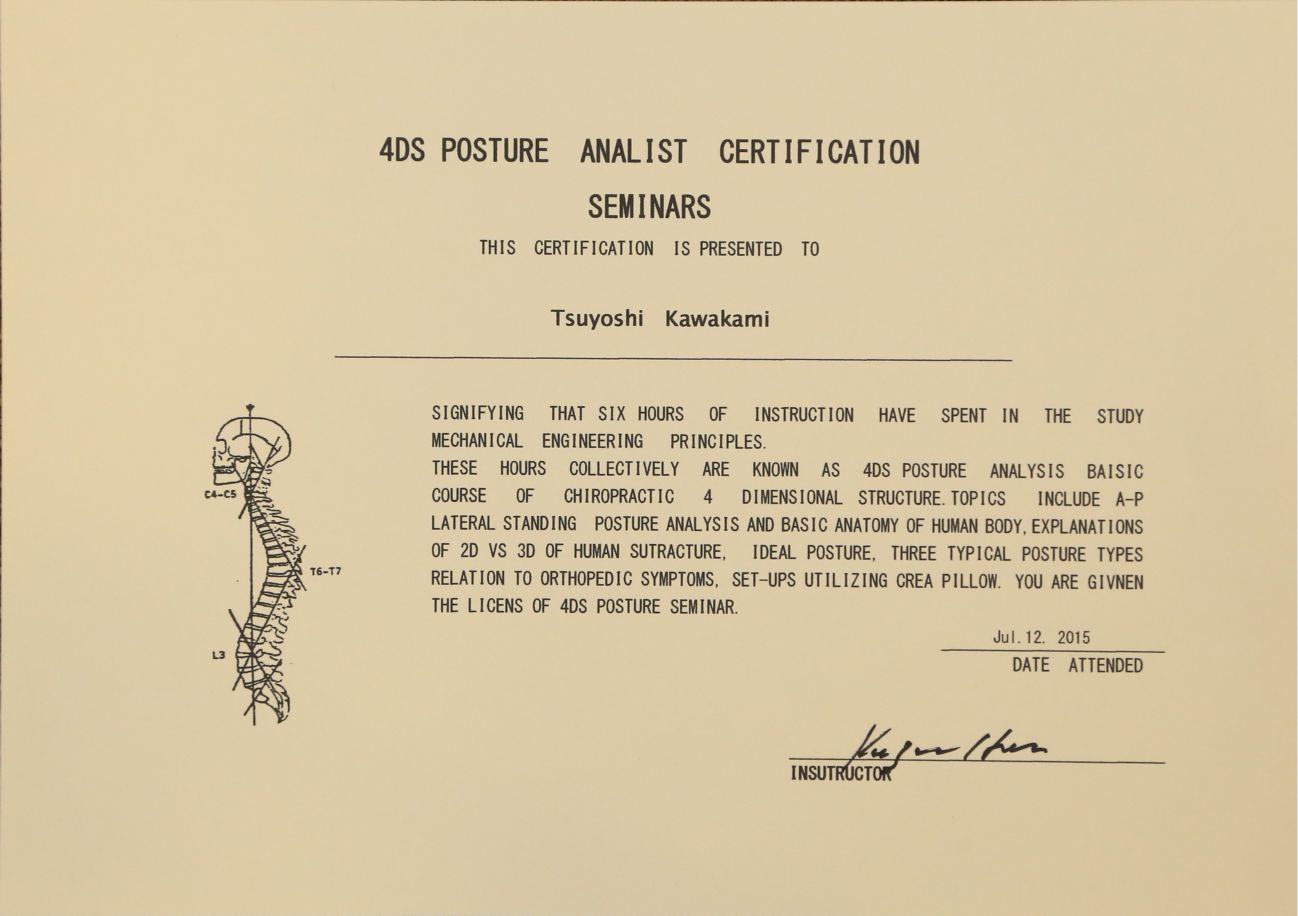 4DS POSTURE ANALIST CERTIFICATION
SEMINARS
THIS CERTIFICATION IS PRESENTED TO
Tsuyoshi Kawakami
SIGNIFYING THAT SIX HOURS OF INSTRUCTION HAVE SPENT IN THE STUDY
MECHANICAL ENGINEERING PRINCIPLES.
THESE HOURS COLLECTIVELY ARE KNOWN AS 4DS POSTURE ANALYSIS BAISIC
COURSE OF CHIROPRACTIC 4 DIMENSIONAL STRUCTURE. TOPICS INCLUDE A-P
LATERAL STANDING POSTURE ANALYSIS AND BASIC ANATOMY OF HUMAN BODY, EXPLANATIONS
OF 2D VS 3D OF HUMAN SUTRACTURE, IDEAL POSTURE, THREE TYPICAL POSTURE TYPES
RELATION TO ORTHOPEDIC SYMPTOMS, SET-UPS UTILIZING CREA PILLOW. YOU ARE GIVNEN
THE LICENS OF 4DS POSTURE SEMINAR.
C4-C5
T6-T7
L3
Jul. 12. 2015
DATE ATTENDED
INSUTRUCTOR